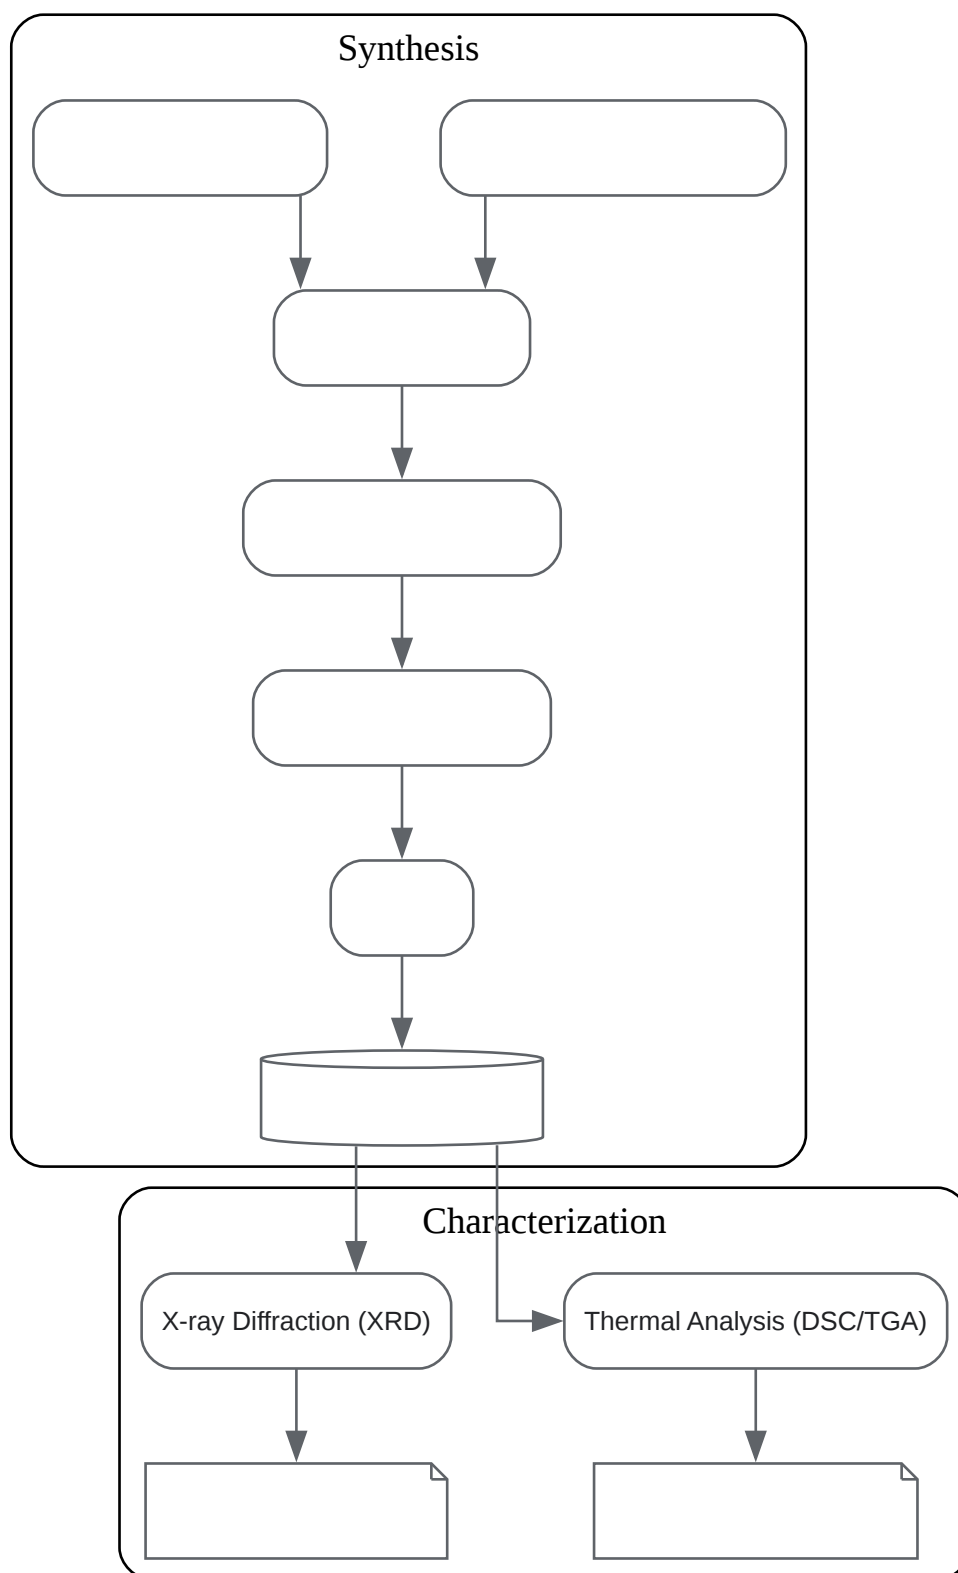 Synthesis
Characterization
X-ray Diffraction (XRD)
Thermal Analysis (DSC/TGA)